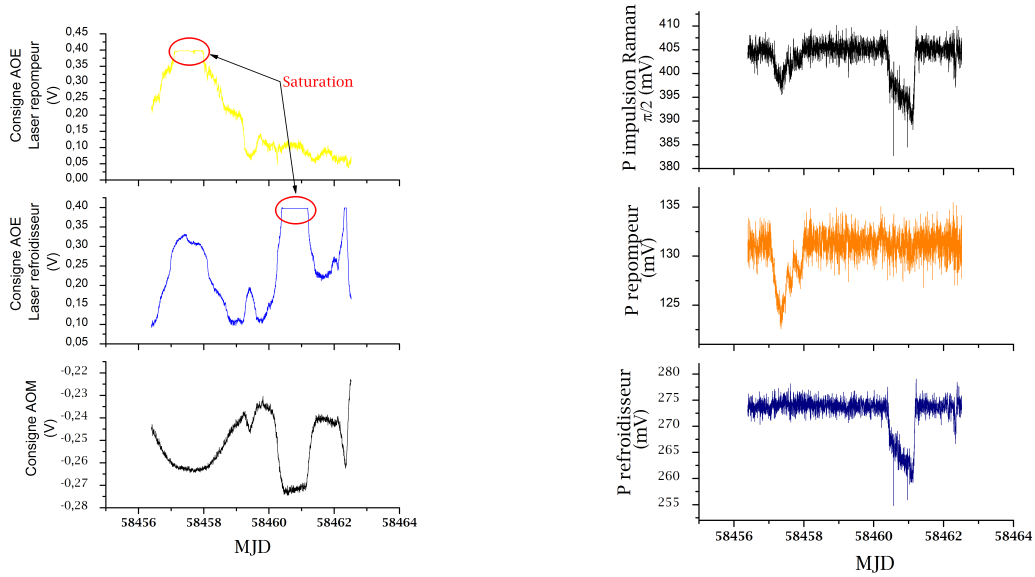 Consigne AOE
Laser repompeur
(V)
0,45
0,40
0,35
0,30
0,25
0,20
0,15
0,10
0,05
0,00
Saturation
Consigne AOE
Laser refroidisseur
(V)
0,40
0,35
0,30
0,25
0,20
0,15
0,10
0,05
Consigne AOM
(V)
-0,22
-0,23
-0,24
-0,25
-0,26
-0,27
-0,28
58456 58458 58460 58462 58464
MJD
P impulsion Raman
π/2 (mV)
410
405
400
395
390
385
380
P repompeur
(mV)
135
131
125
P refroidisseur
(mV)
280
275
270
265
260
255
58456 58458 58460 58462 58464
MJD